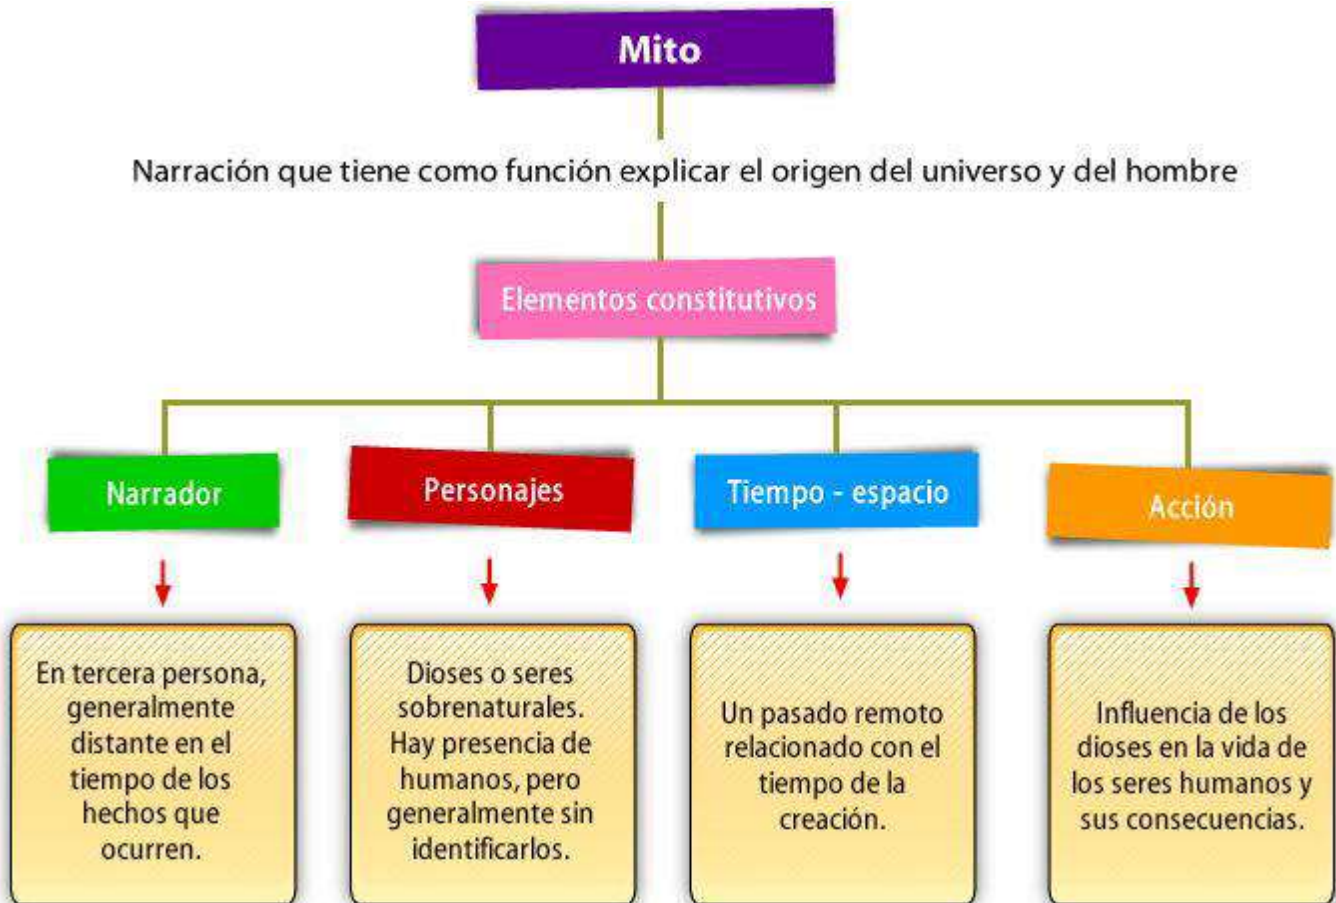 Mito
Narración que tiene como función explicar el origen del universo y del hombre
Elementos constitutivos
Narrador
Personajes
Tiempo - espacio
Acción
En tercera persona,
generalmente
distante en el
tiempo de los
hechos que
ocurren.
Dioses o seres
sobrenaturales.
Hay presencia de
humanos, pero
generalmente sin
identificarlos.
Un pasado remoto
relacionado con el
tiempo de la
creación.
Influencia de los
dioses en la vida de
los seres humanos y
sus consecuencias.